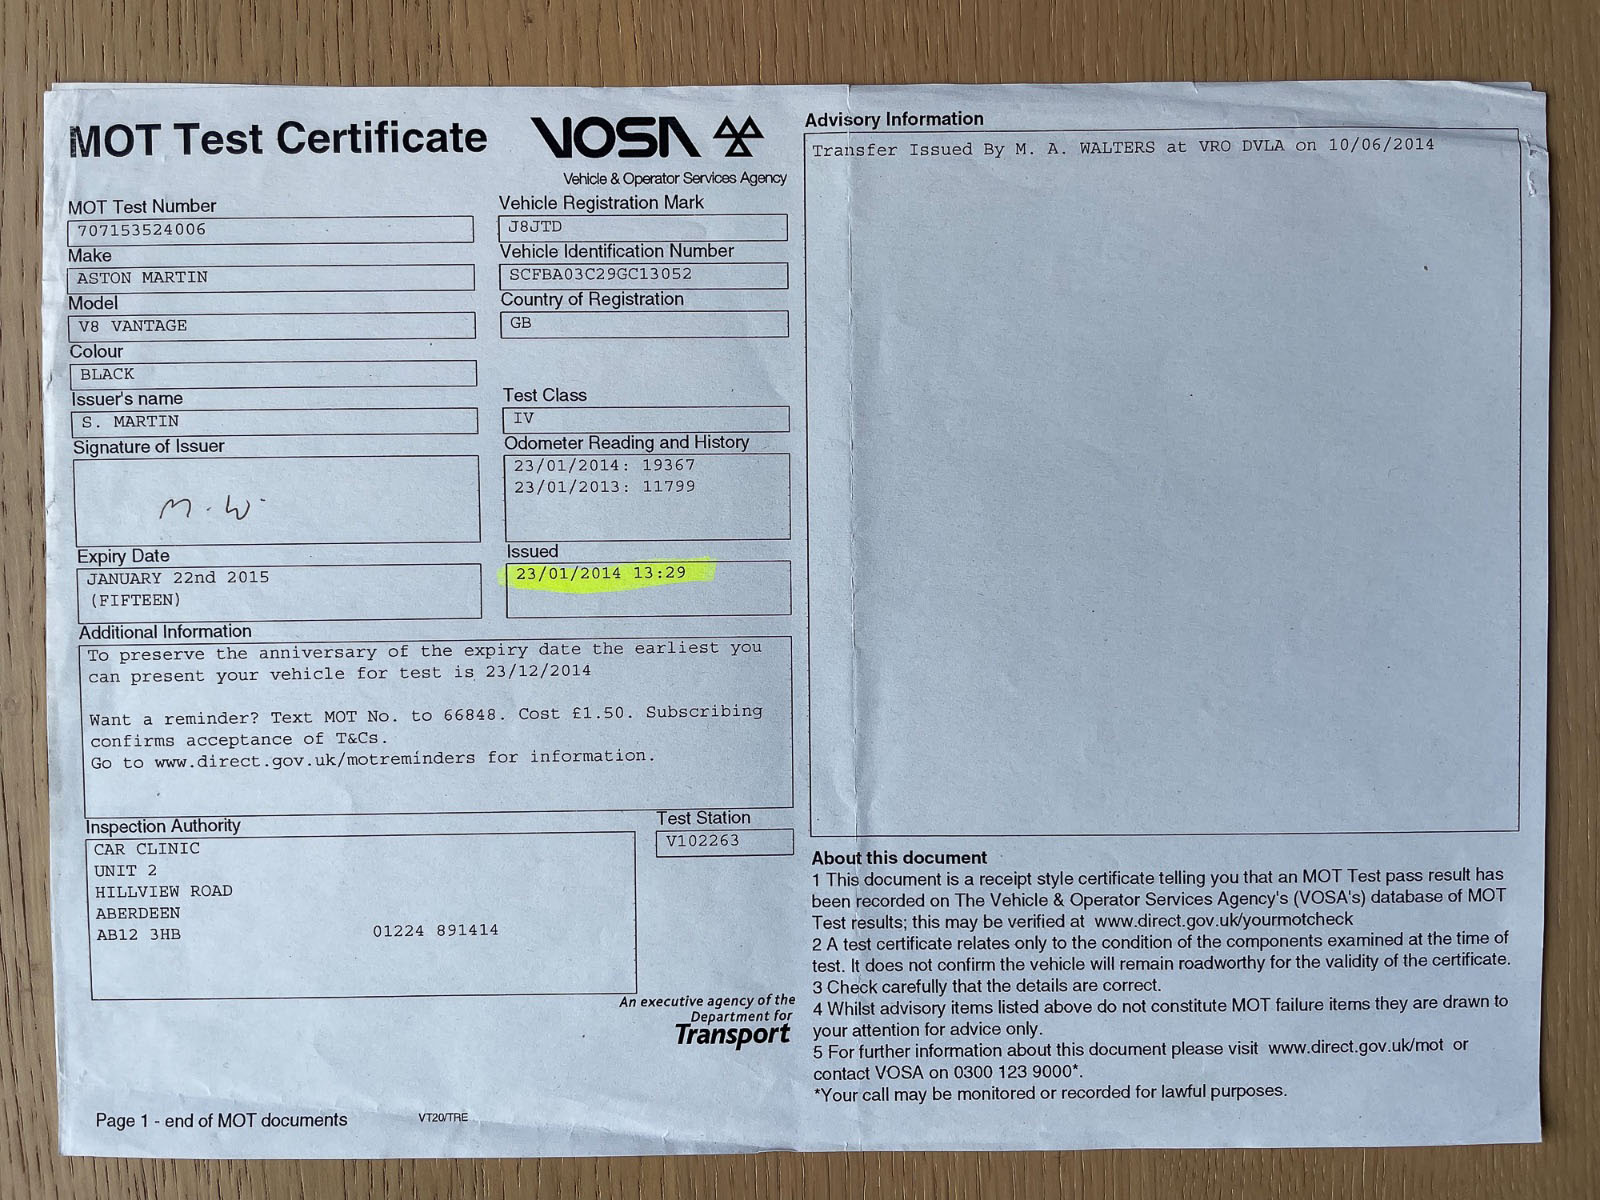 MOT Test Certificate
VOSA
Vehicle & Operator Services Agency
MOT Test Number
707153524006
Vehicle Registration Mark
J8JTD
Make
ASTON MARTIN
Vehicle Identification Number
SCFBA03C29GC13052
Model
V8 VANTAGE
Country of Registration
GB
Colour
BLACK
Issuer's name
S. MARTIN
Test Class
IV
Signature of Issuer
M. W.
Odometer Reading and History
23/01/2014: 19367
23/01/2013: 11799
Expiry Date
JANUARY 22nd 2015
(FIFTEEN)
Issued
23/01/2014 13:29
Additional Information
To preserve the anniversary of the expiry date the earliest you
can present your vehicle for test is 23/12/2014
Want a reminder? Text MOT No. to 66848. Cost £1.50. Subscribing
confirms acceptance of T&Cs.
Go to www.direct.gov.uk/motreminders for information.
Inspection Authority
CAR CLINIC
UNIT 2
HILLVIEW ROAD
ABERDEEN
AB12 3HB 01224 891414
Test Station
V102263
An executive agency of the
Department for
Transport
Page 1 - end of MOT documents
VT20/TRE
Advisory Information
Transfer Issued By M. A. WALTERS at VRO DVLA on 10/06/2014
About this document
1 This document is a receipt style certificate telling you that an MOT Test pass result has
been recorded on The Vehicle & Operator Services Agency's (VOSA's) database of MOT
Test results; this may be verified at www.direct.gov.uk/yourmotcheck
2 A test certificate relates only to the condition of the components examined at the time of
test. It does not confirm the vehicle will remain roadworthy for the validity of the certificate.
3 Check carefully that the details are correct.
4 Whilst advisory items listed above do not constitute MOT failure items they are drawn to
your attention for advice only.
5 For further information about this document please visit www.direct.gov.uk/mot or
contact VOSA on 0300 123 9000*.
*Your call may be monitored or recorded for lawful purposes.